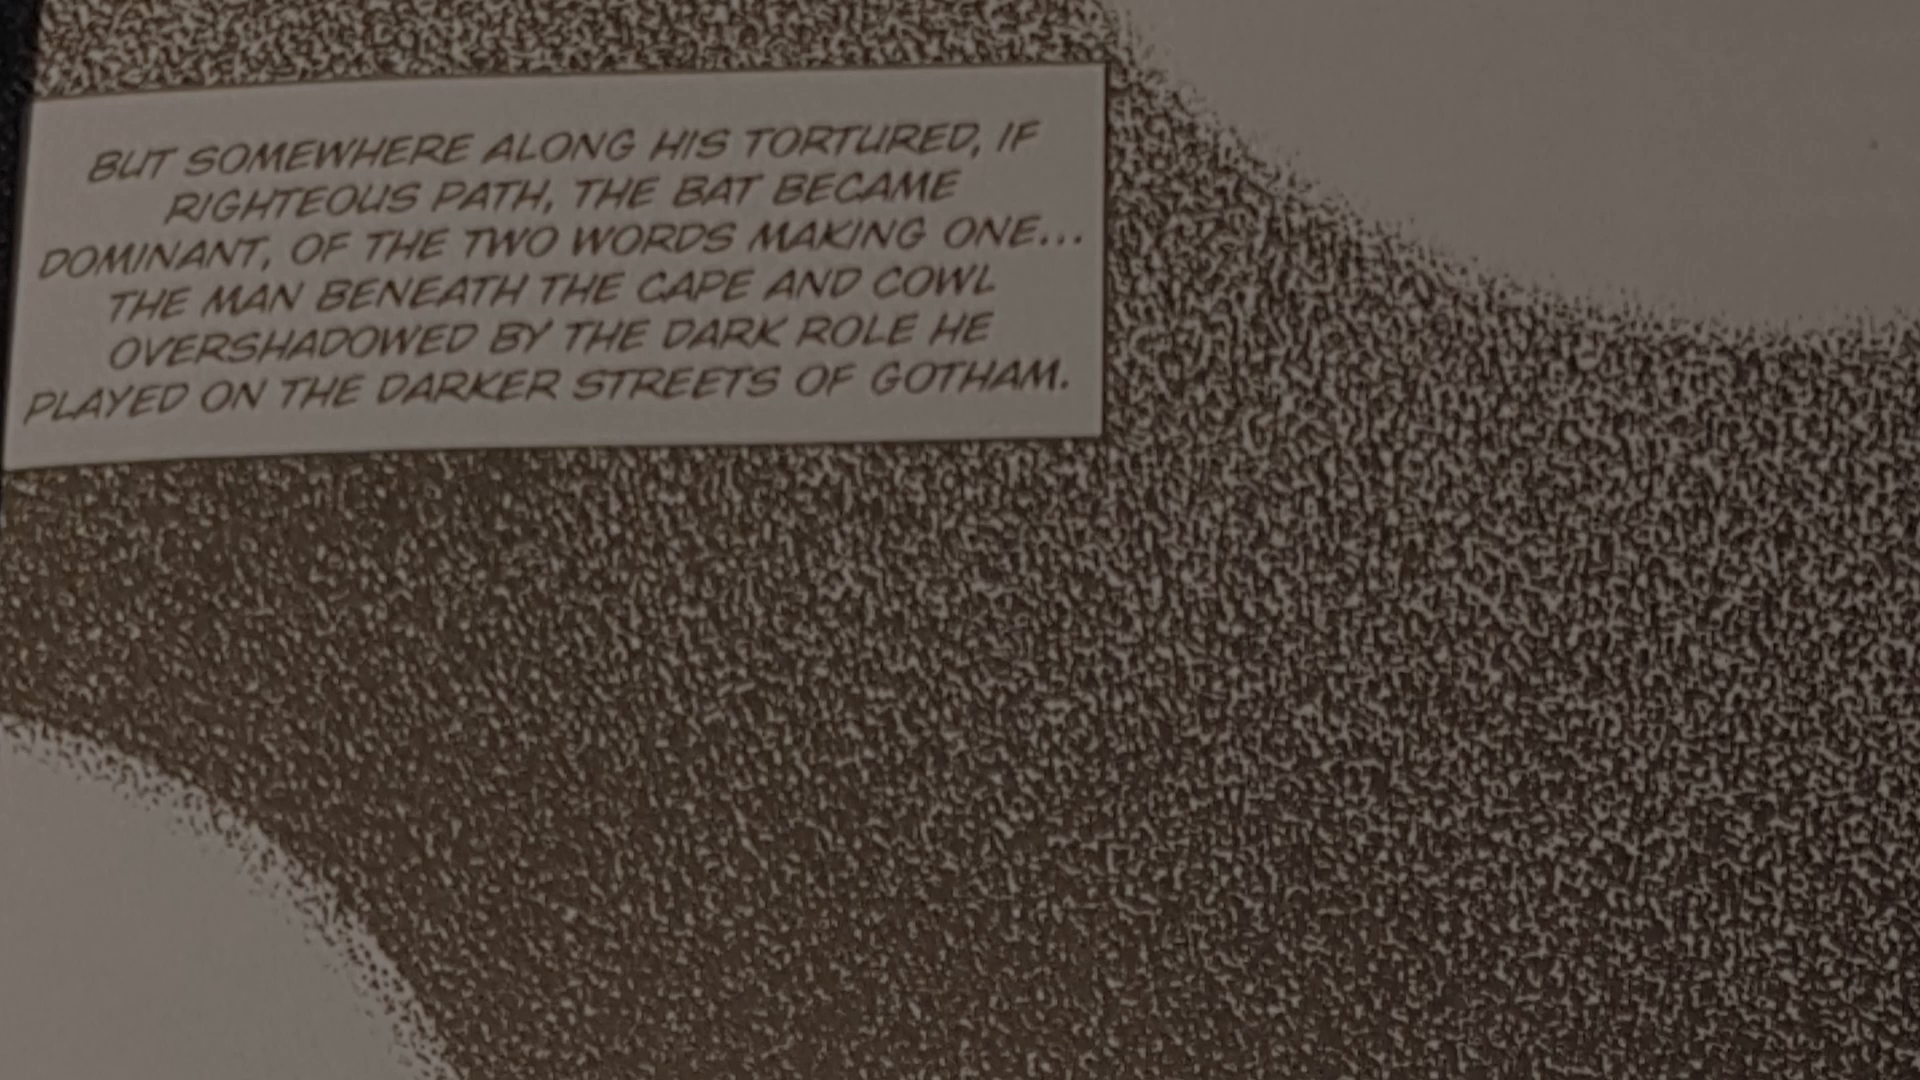 BUT SOMEWHERE ALONG HIS TORTURED, IF
RIGHTEOUS PATH, THE BAT BECAME
DOMINANT, OF THE TWO WORDS MAKING ONE...
THE MAN BENEATH THE CAPE AND COWL
OVERSHADOWED BY THE DARK ROLE HE
PLAYED ON THE DARKER STREETS OF GOTHAM.